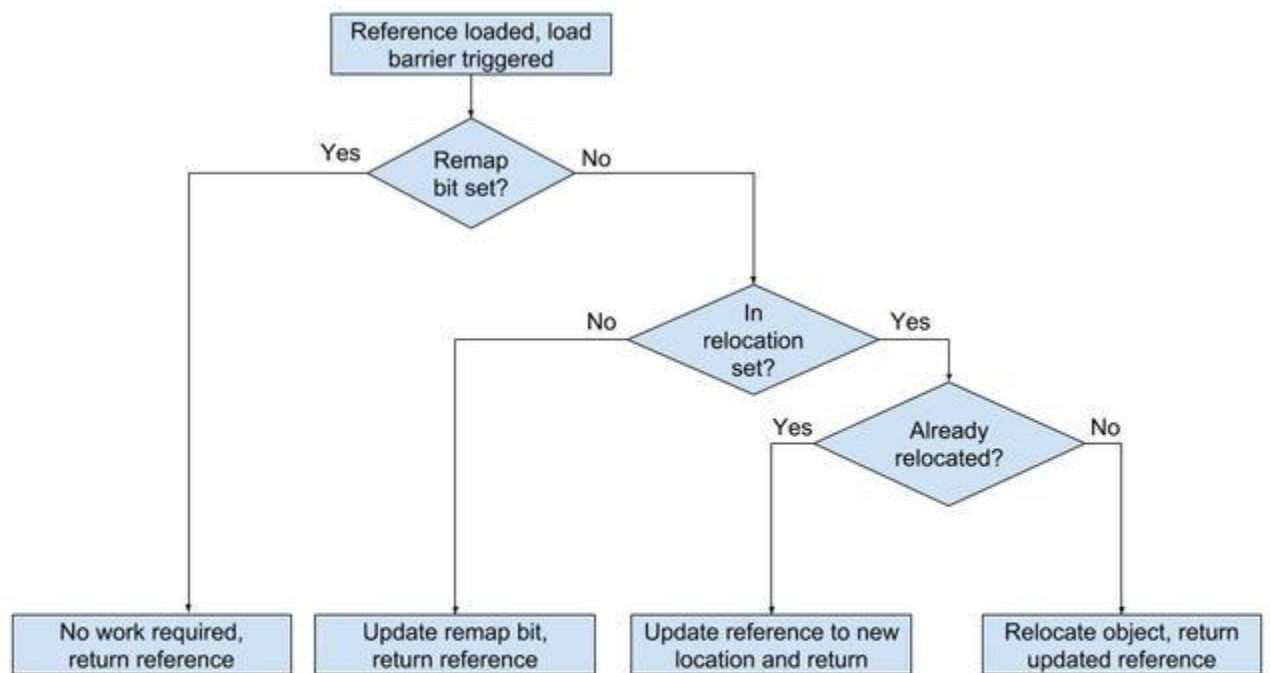 Reference loaded, load
barrier triggered
Yes
Remap
bit set?
No
No
In
relocation
set?
Yes
Yes
Already
relocated?
No
No work required,
return reference
Update remap bit,
return reference
Update reference to new
location and return
Relocate object, return
updated reference